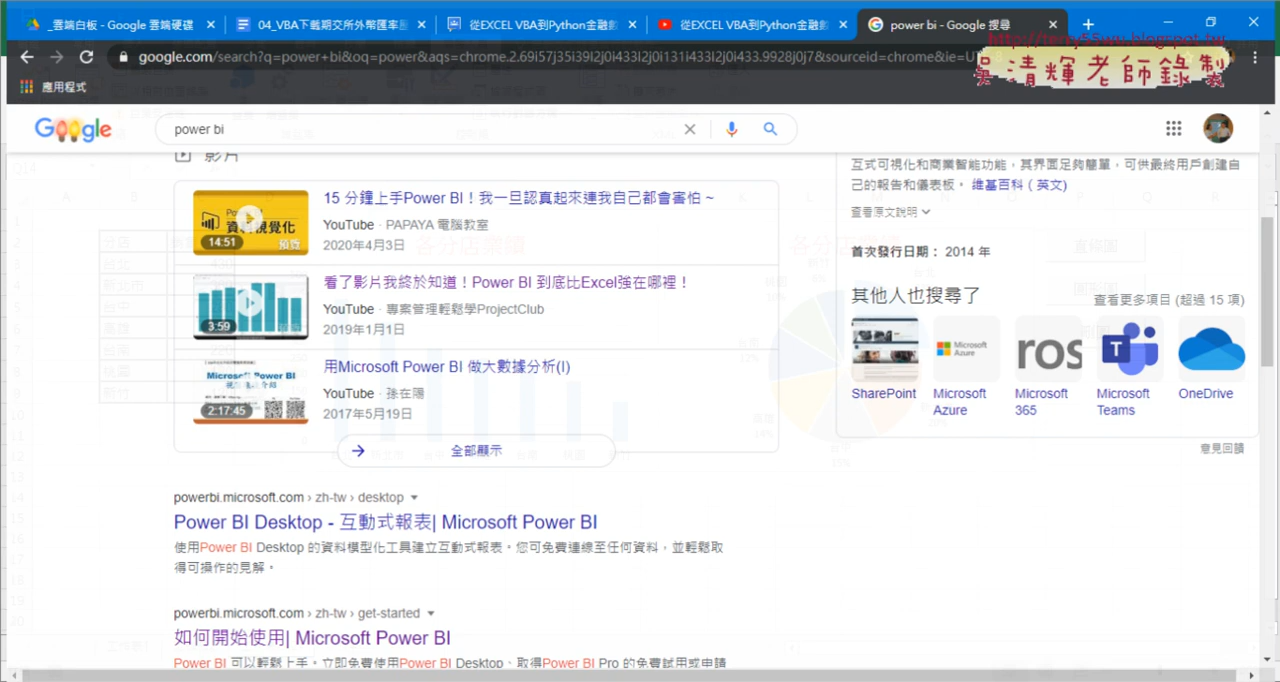 _雲端白板 - Google 雲端硬碟
04_VBA下載期交所外幣匯率
從EXCEL VBA到Python金融
從EXCEL VBA到Python金融
power bi - Google 搜尋
google.com/search?q=power+bi&oq=power&aqs=chrome.2.69i57j35i39l2j0i433l2j0i131i433l2j0i433.9928j0j7&sourceid=chrome&ie=U
http://terry55wu.blogspot.tw
吳清輝老師錄製
應用程式
Google
power bi
影片
15 分鐘上手Power BI！我一旦認真起來連我自己都會害怕 ~
YouTube · PAPAYA 電腦教室
2020年4月3日
14:51
預覽
看了影片我終於知道！Power BI 到底比Excel強在哪裡！
YouTube · 專案管理輕鬆學ProjectClub
2019年1月1日
3:59
用Microsoft Power BI 做大數據分析(I)
YouTube · 孫在陽
2017年5月19日
Microsoft Power BI
2:17:45
全部顯示
powerbi.microsoft.com › zh-tw › desktop
Power BI Desktop - 互動式報表| Microsoft Power BI
使用Power BI Desktop 的資料模型化工具建立互動式報表。您可免費連線至任何資料，並輕鬆取
得可操作的見解。
powerbi.microsoft.com › zh-tw › get-started
如何開始使用| Microsoft Power BI
Power BI 可以輕鬆上手。立即免費使用Power BI Desktop、取得Power BI Pro 的免費試用或申請
互式可視化和商業智能功能，其界面足夠簡單，可供最終用戶創建自
己的報告和儀表板。 維基百科（英文）
查看原文說明
首次發行日期： 2014 年
其他人也搜尋了
查看更多項目 (超過 15 項)
Microsoft Azure
ros
T
SharePoint
Microsoft Azure
Microsoft 365
Microsoft Teams
OneDrive
意見回饋
各分店業績